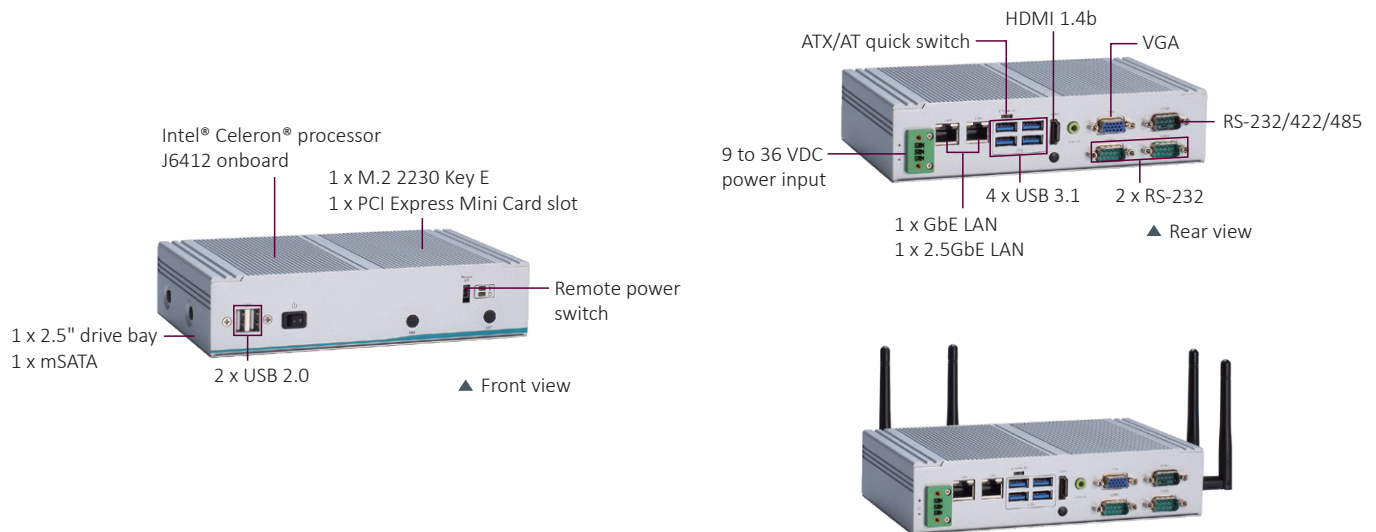 HDMI 1.4b
ATX/AT quick switch
VGA
RS-232/422/485
9 to 36 VDC
power input
4 x USB 3.1
2 x RS-232
1 x GbE LAN
1 x 2.5GbE LAN
▲ Rear view
Intel® Celeron® processor
J6412 onboard
1 x M.2 2230 Key E
1 x PCI Express Mini Card slot
Remote power
switch
1 x 2.5" drive bay
1 x mSATA
2 x USB 2.0
▲ Front view